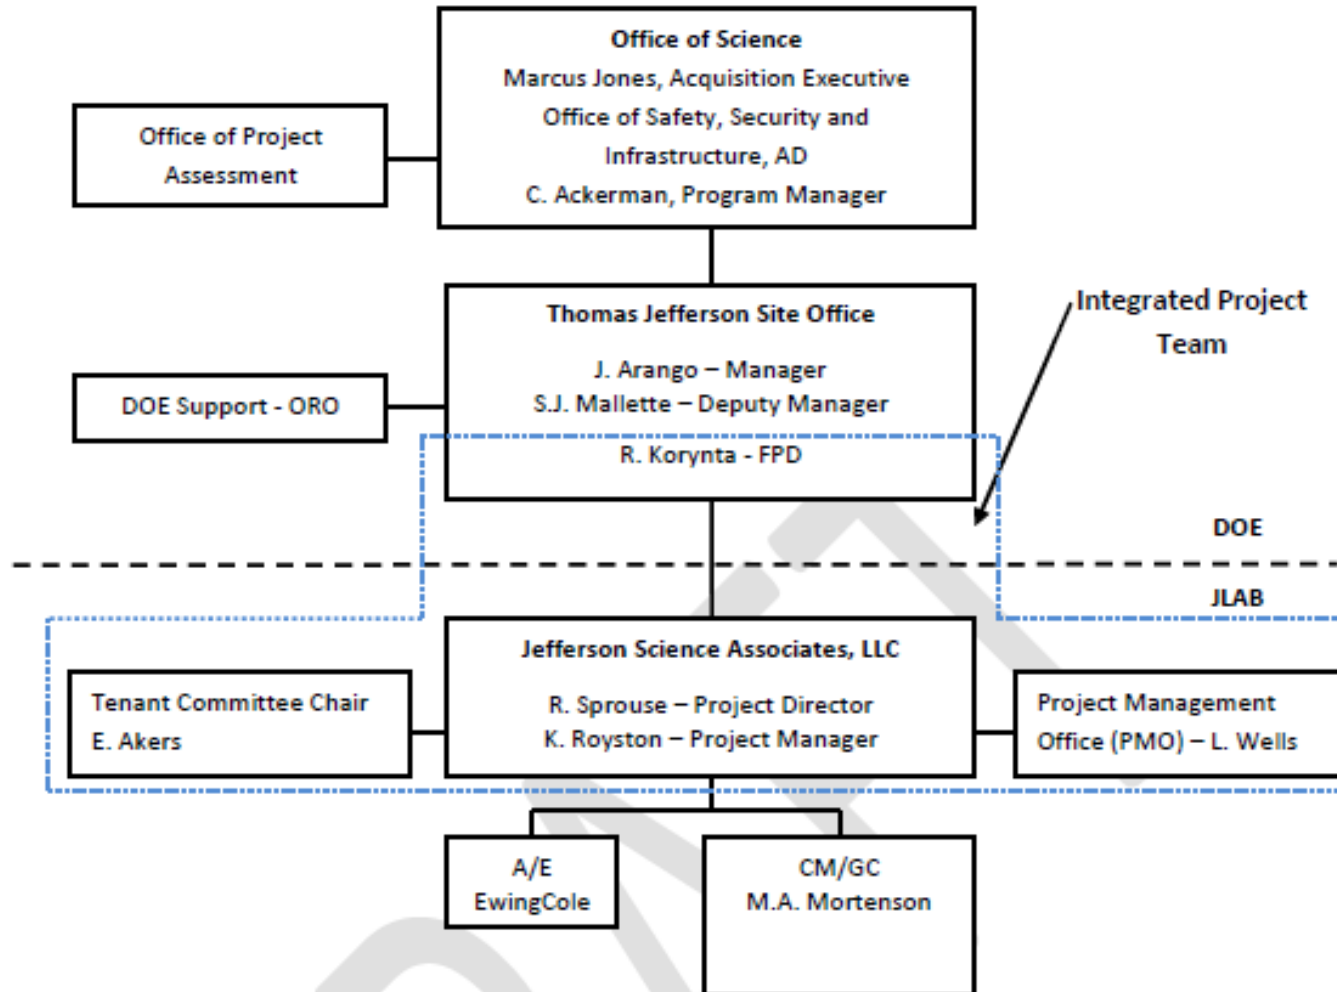 Office of Science
Marcus Jones, Acquisition Executive
Office of Safety, Security and
Infrastructure, AD
C. Ackerman, Program Manager
Office of Project
Assessment
Thomas Jefferson Site Office
J. Arango – Manager
S.J. Mallette – Deputy Manager
R. Korynta - FPD
DOE Support - ORO
Integrated Project
Team
DOE
JLAB
Jefferson Science Associates, LLC
R. Sprouse – Project Director
K. Royston – Project Manager
Tenant Committee Chair
E. Akers
Project Management
Office (PMO) – L. Wells
A/E
EwingCole
CM/GC
M.A. Mortenson